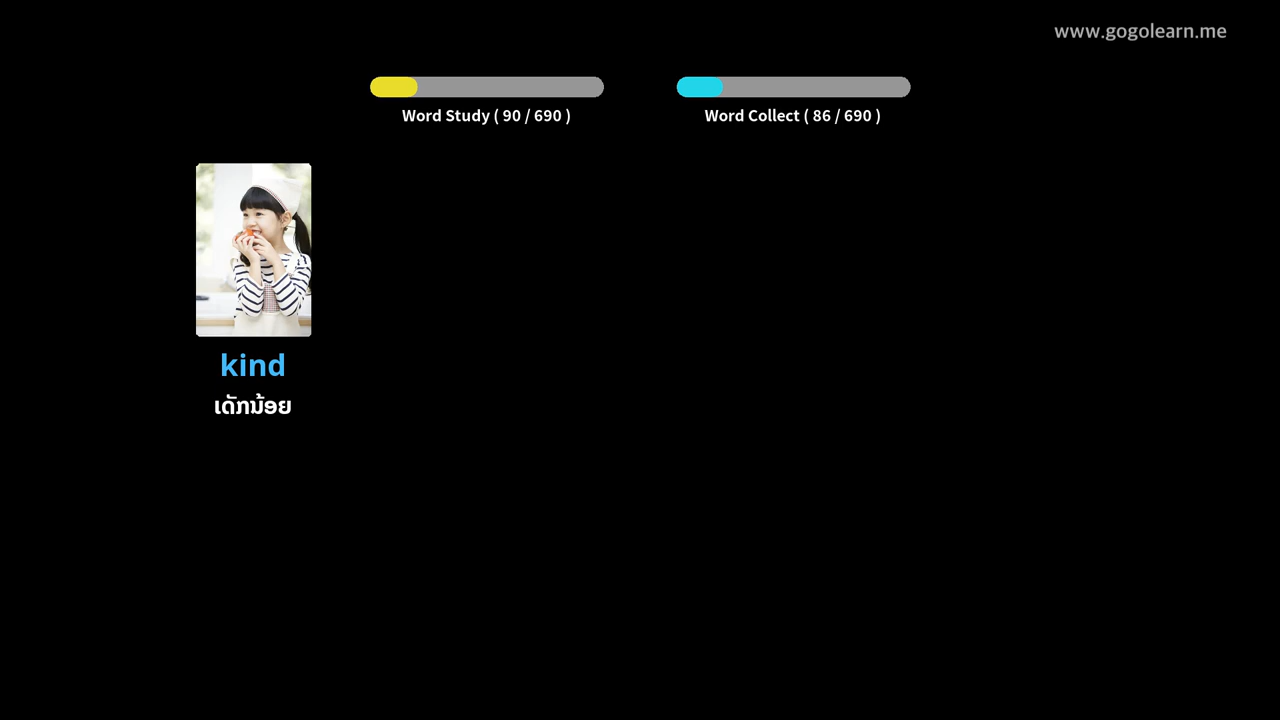 www.gogolearn.me
Word Study ( 90 / 690 )
Word Collect ( 86 / 690 )
kind
ເດັກນ້ອຍ